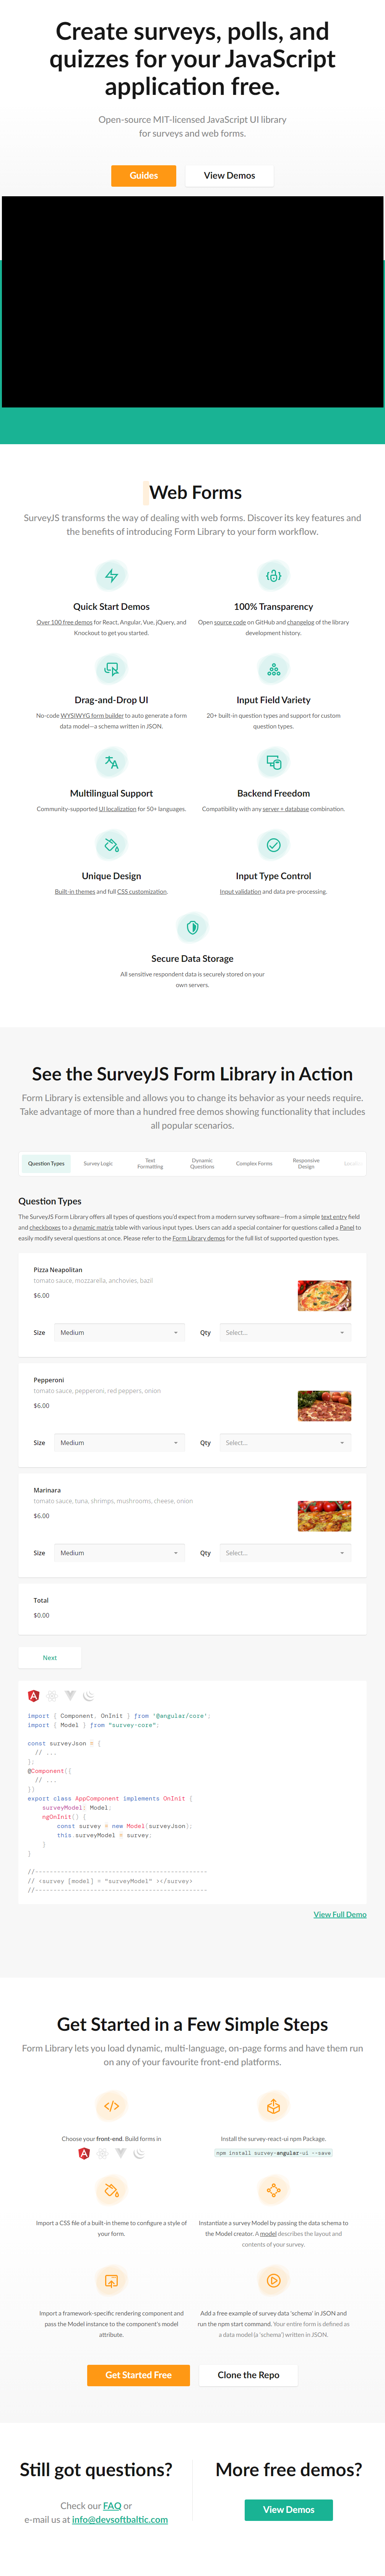 Create surveys, polls, and
quizzes for your JavaScript
application free.
Open-source MIT-licensed JavaScript UI library
for surveys and web forms.
Guides
View Demos
Web Forms
SurveyJS transforms the way of dealing with web forms. Discover its key features and
the benefits of introducing Form Library to your form workflow.
Quick Start Demos
Over 100 free demos for React, Angular, Vue, jQuery, and
Knockout to get you started.
100% Transparency
Open source code on GitHub and changelog of the library
development history.
Drag-and-Drop UI
No-code WYSIWYG form builder to auto generate a form
data model—a schema written in JSON.
Input Field Variety
20+ built-in question types and support for custom
question types.
Multilingual Support
Community-supported UI localization for 50+ languages.
Backend Freedom
Compatibility with any server + database combination.
Unique Design
Built-in themes and full CSS customization.
Input Type Control
Input validation and data pre-processing.
Secure Data Storage
All sensitive respondent data is securely stored on your
own servers.
See the SurveyJS Form Library in Action
Form Library is extensible and allows you to change its behavior as your needs require.
Take advantage of more than a hundred free demos showing functionality that includes
all popular scenarios.
Question Types
Survey Logic
Text
Formatting
Dynamic
Questions
Complex Forms
Responsive
Design
Question Types
The SurveyJS Form Library offers all types of questions you'd expect from a modern survey software—from a simple text entry field
and checkboxes to a dynamic matrix table with various input types. Users can add a special container for questions called a Panel to
easily modify several questions at once. Please refer to the Form Library demos for the full list of supported question types.
Pizza Neapolitan
tomato sauce, mozzarella, anchovies, bazil
$6.00
Size Medium Qty Select...
Pepperoni
tomato sauce, pepperoni, red peppers, onion
$6.00
Size Medium Qty Select...
Marinara
tomato sauce, tuna, shrimps, mushrooms, cheese, onion
$6.00
Size Medium Qty Select...
Total
$0.00
Next
import { Component, OnInit } from '@angular/core';
import { Model } from "survey-core";
const surveyJson = {
// ...
};
@Component({
// ...
})
export class AppComponent implements OnInit {
surveyModel: Model;
ngOnInit() {
const survey = new Model(surveyJson);
this.surveyModel = survey;
}
}
//-----------------------------------------------
// <survey [model] = "surveyModel" ></survey>
//-----------------------------------------------
View Full Demo
Get Started in a Few Simple Steps
Form Library lets you load dynamic, multi-language, on-page forms and have them run
on any of your favourite front-end platforms.
Choose your front-end. Build forms in
Install the survey-react-ui npm Package.
npm install survey-angular-ui --save
Import a CSS file of a built-in theme to configure a style of
your form.
Instantiate a survey Model by passing the data schema to
the Model creator. A model describes the layout and
contents of your survey.
Import a framework-specific rendering component and
pass the Model instance to the component's model
attribute.
Add a free example of survey data 'schema' in JSON and
run the npm start command. Your entire form is defined as
a data model (a 'schema') written in JSON.
Get Started Free
Clone the Repo
Still got questions?
Check our FAQ or
e-mail us at info@devsoftbaltic.com
More free demos?
View Demos